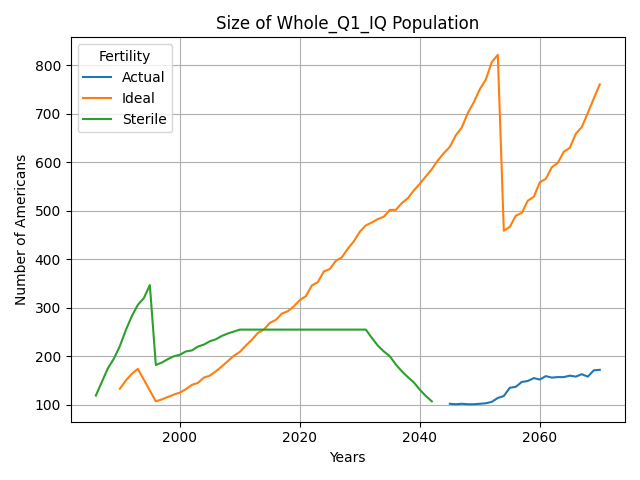 Size of Whole_Q1_IQ Population
Fertility
Actual
Ideal
Sterile
Number of Americans
800
700
600
500
400
300
200
100
2000
2020
2040
2060
Years